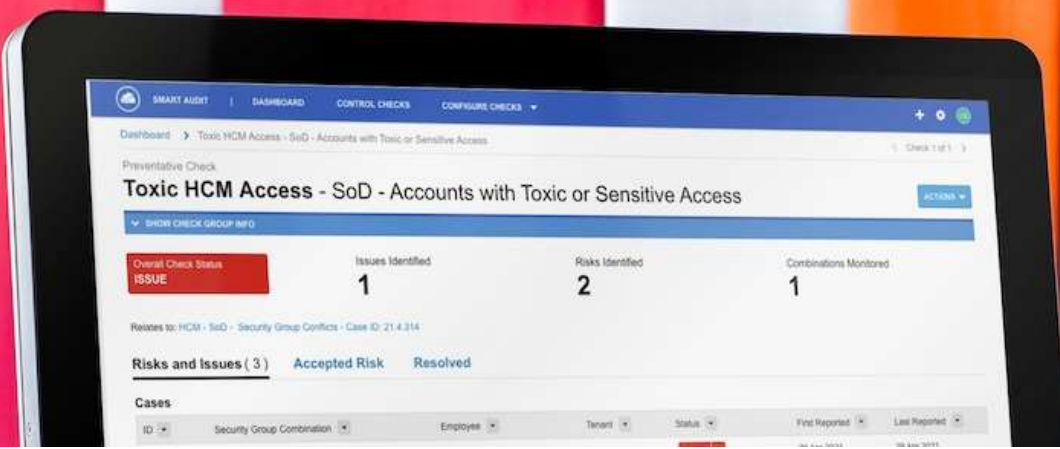 SMART AUDIT | DASHBOARD CONTROL CHECKS CONFIGURE CHECKS
Dashboard > Toxic HCM Access - SoD - Accounts with Toxic or Sensitive Access
< Check 1 of 1 >
Preventative Check
Toxic HCM Access - SoD - Accounts with Toxic or Sensitive Access
ACTIONS
SHOW CHECK GROUP INFO
Overall Check Status Issues Identified Risks Identified Combinations Monitored
ISSUE 1 2 1
Relates to: HCM - SoD - Security Group Conflicts - Case ID: 21.4.314
Risks and Issues ( 3 ) Accepted Risk Resolved
Cases
ID Security Group Combination Employee Tenant Status First Reported Last Reported